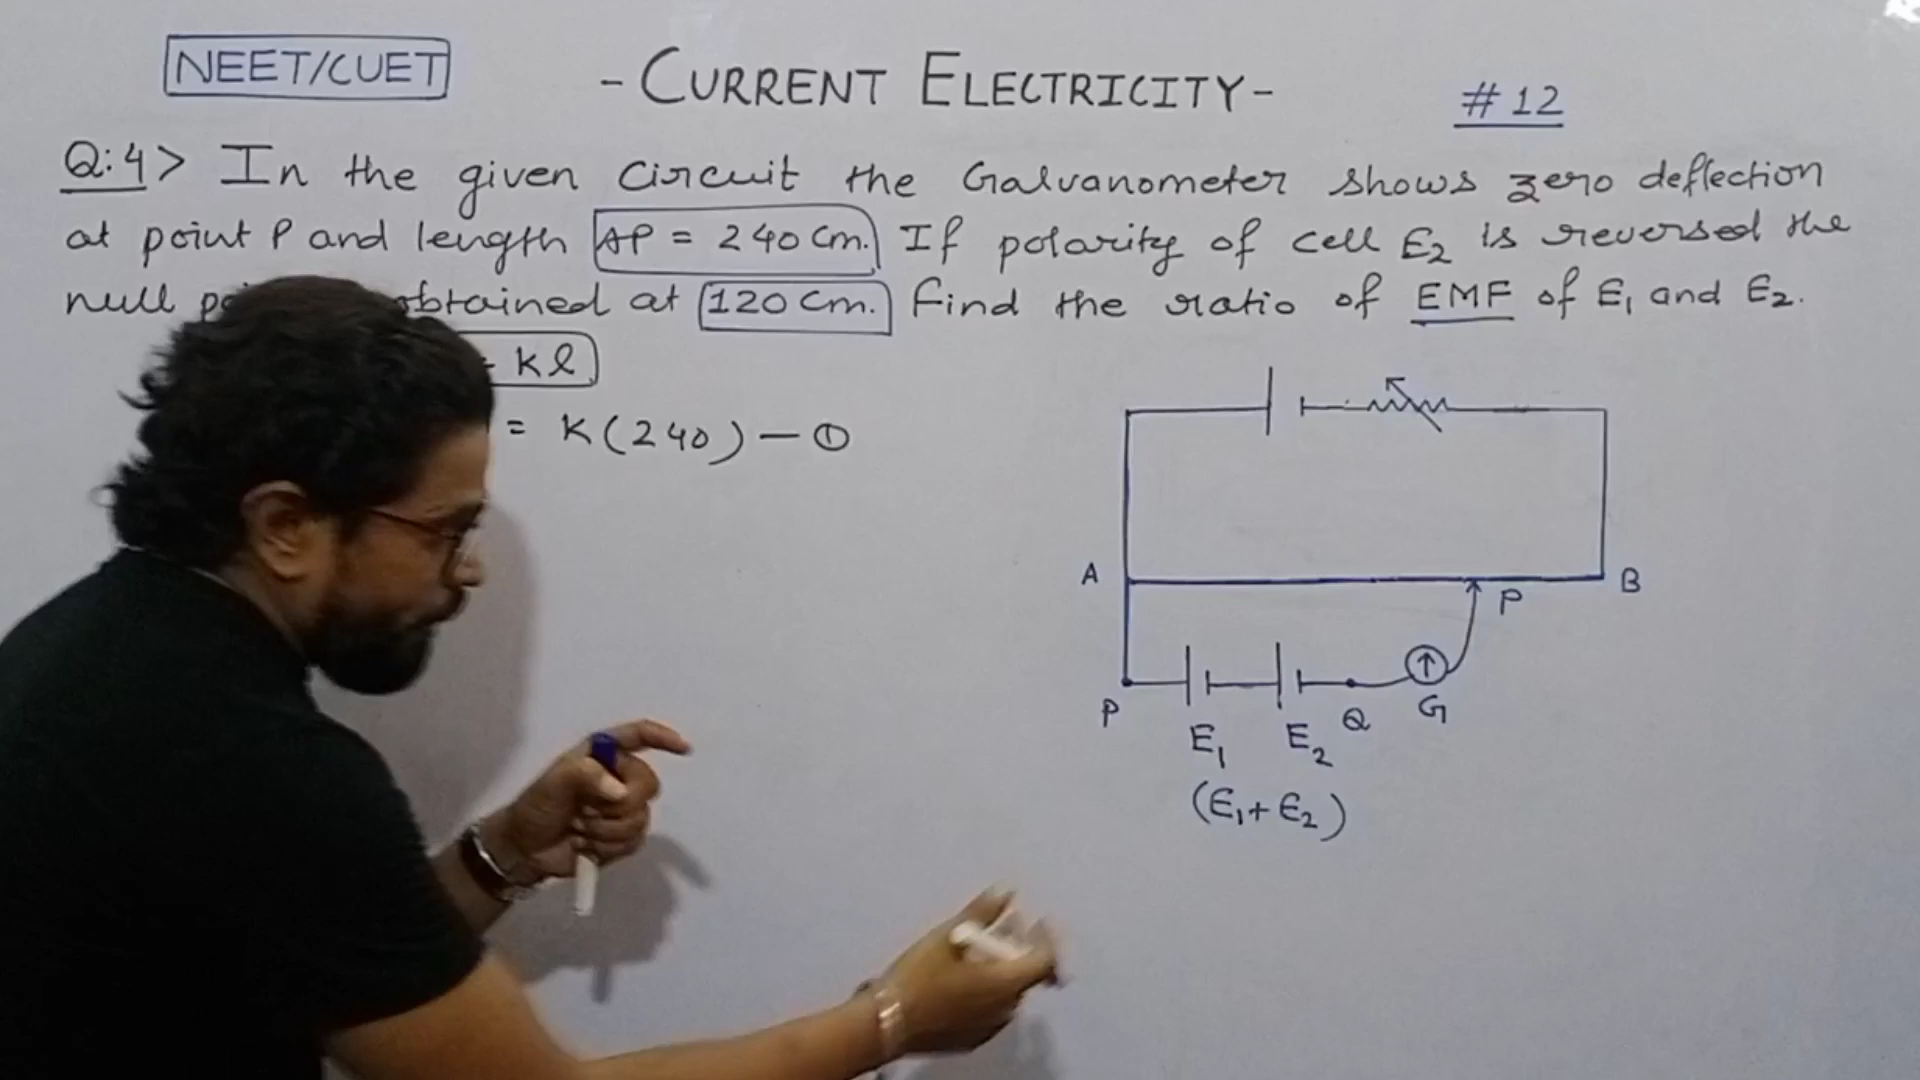 NEET/CUET
- CURRENT ELECTRICITY -
#12
Q:4> In the given circuit the Galvanometer shows zero deflection
at point P and length AP = 240 cm. If polarity of cell E2 is reversed the
null obtained at 120 cm. Find the ratio of EMF of E1 and E2.
Kl
= K(240) — ①
A
B
P
P
E1
E2
Q
G
(E1+E2)